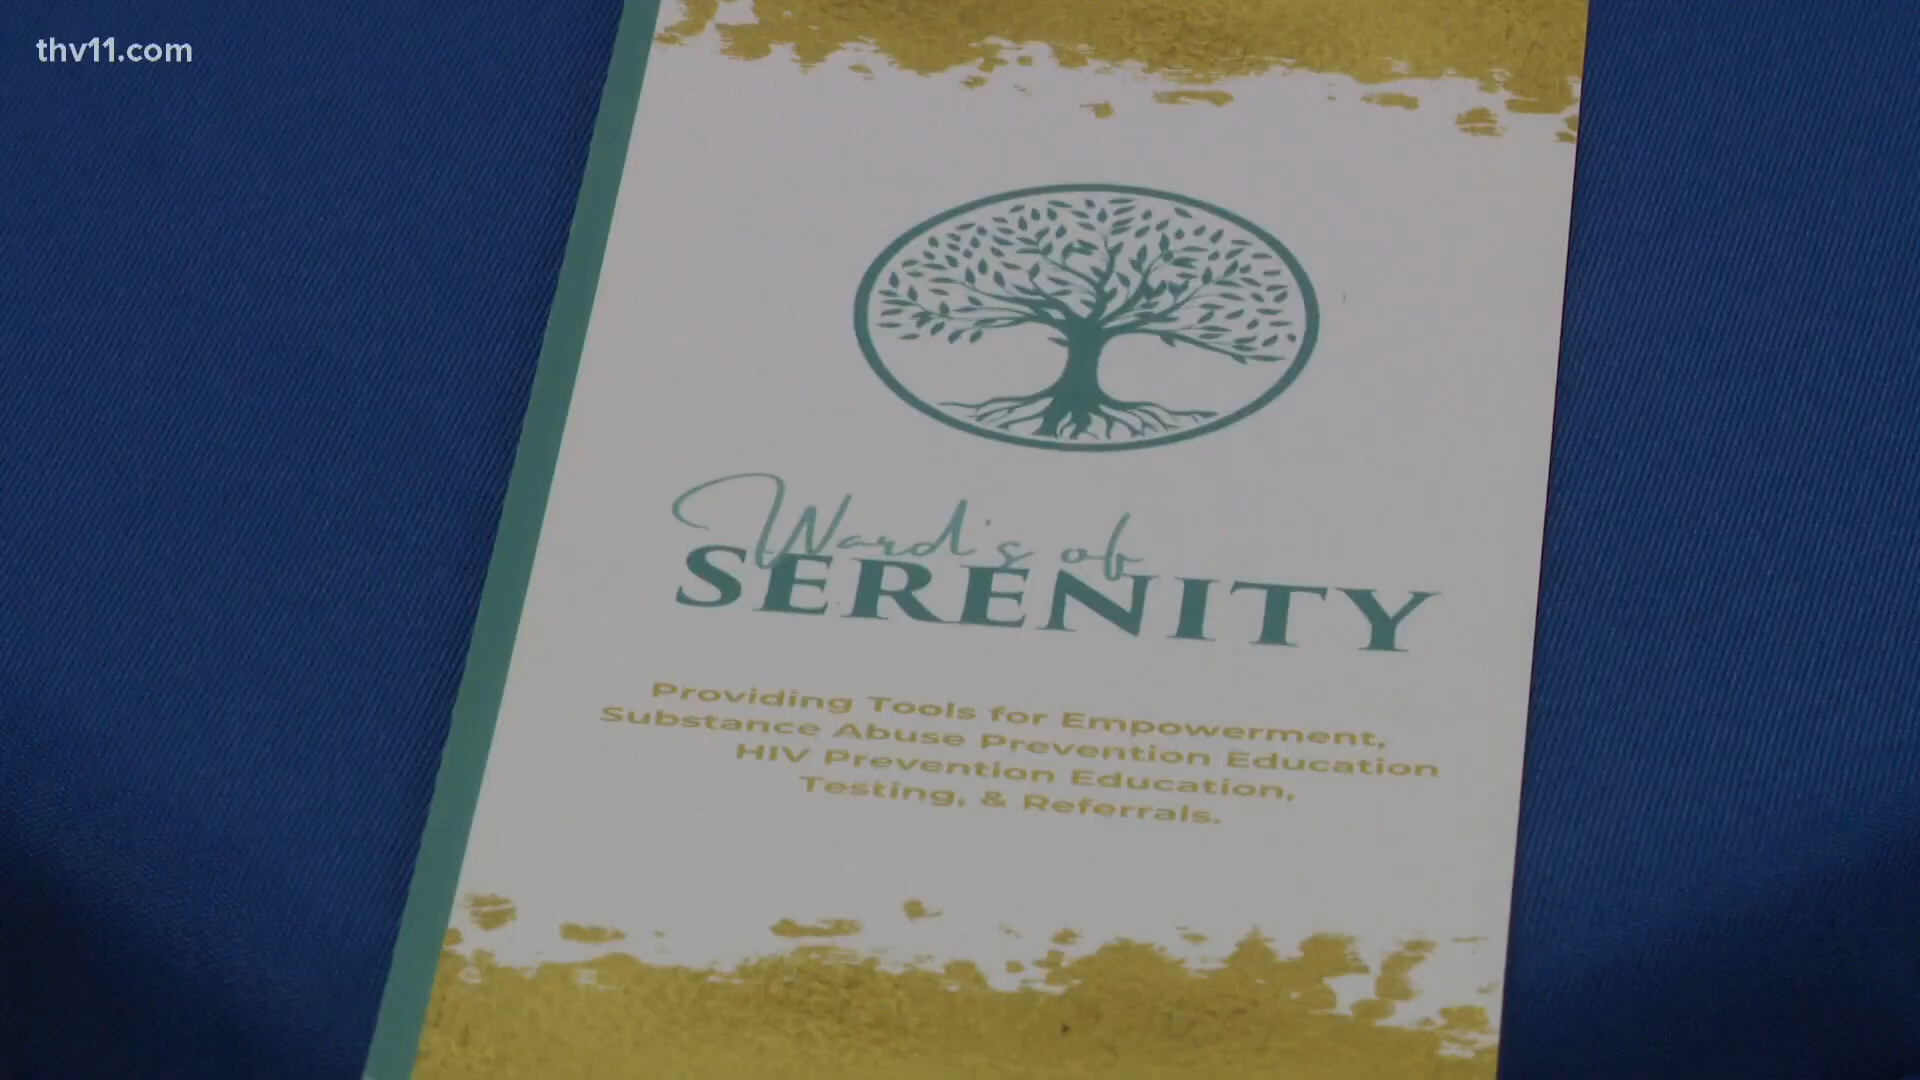 thv11.com
Ward's of
SERENITY
Providing Tools for Empowerment,
Substance Abuse Prevention Education
HIV Prevention Education,
Testing, & Referrals.